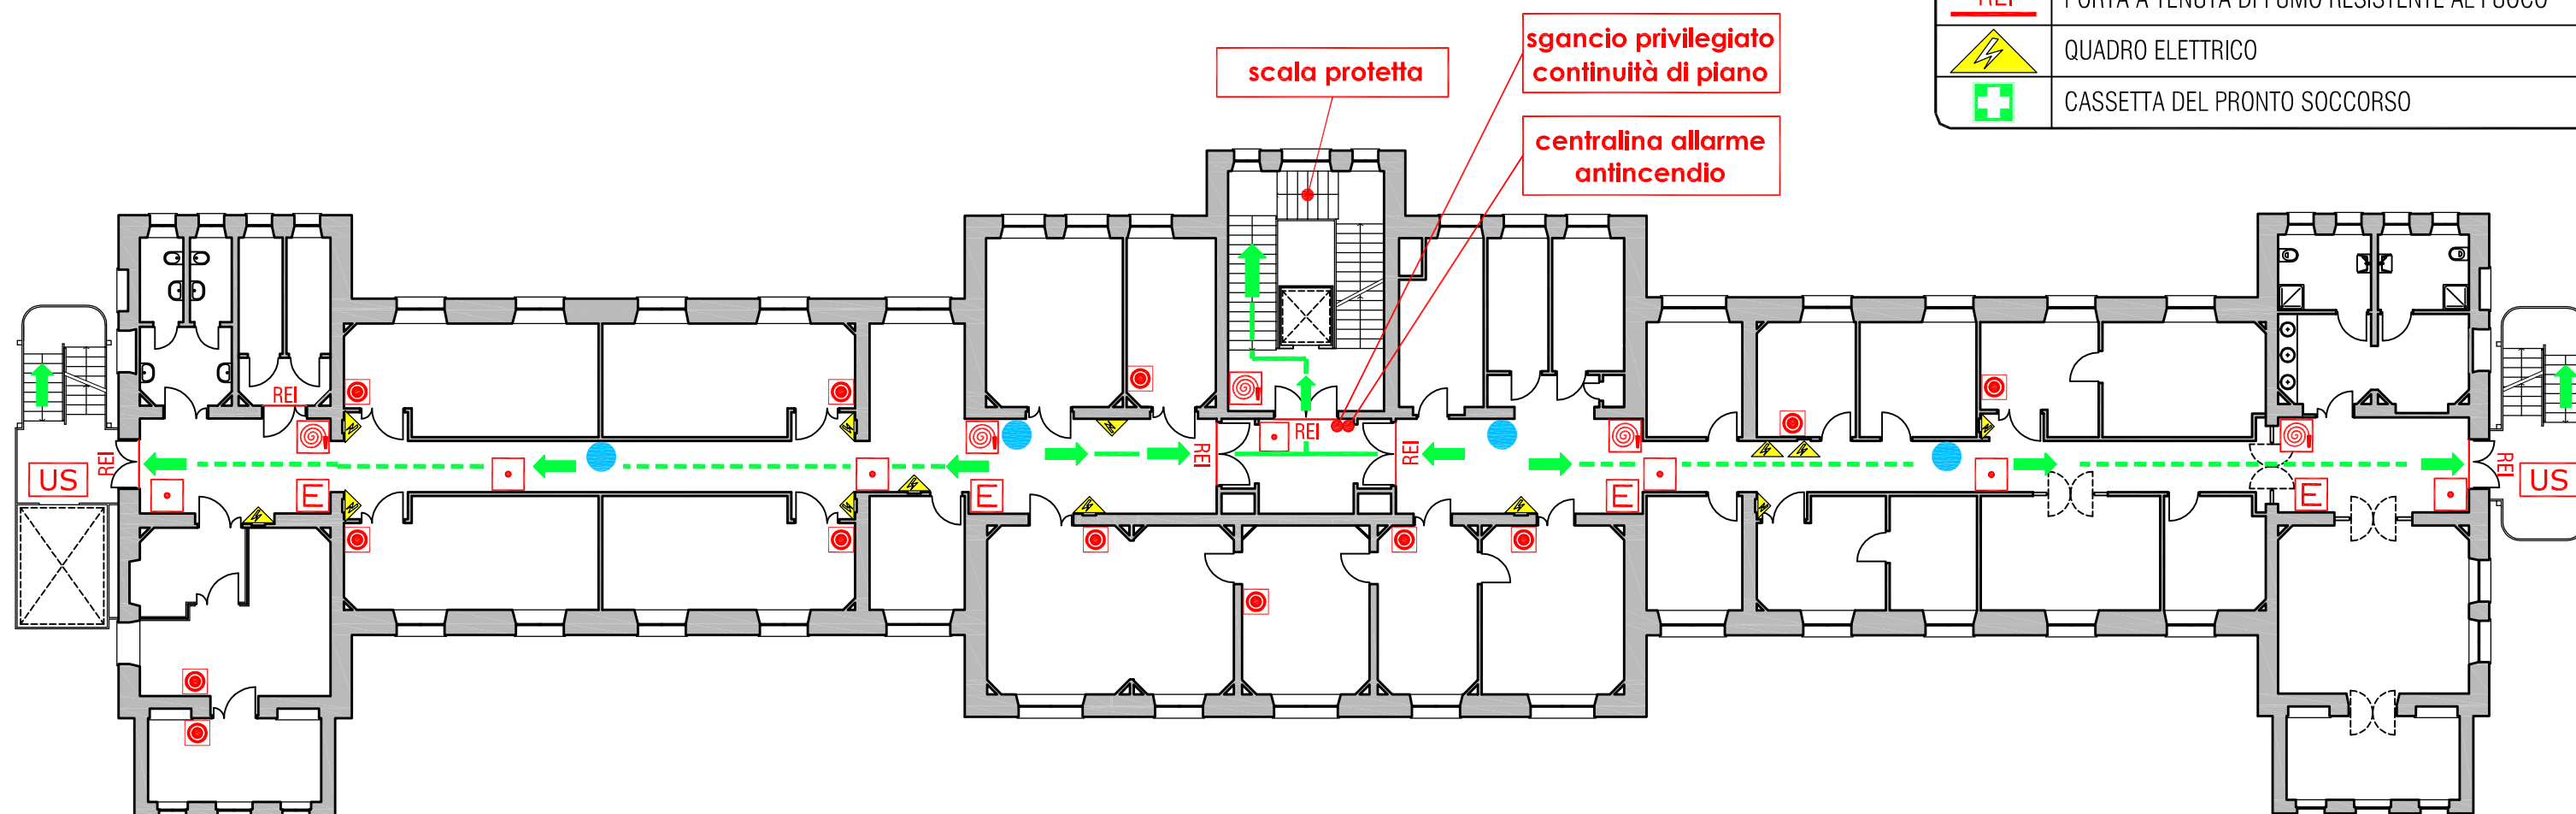 REI PORTA A TENUTA DI FUMO RESISTENTE AL FUOCO
QUADRO ELETTRICO
CASSETTA DEL PRONTO SOCCORSO
sgancio privilegiato
continuità di piano
scala protetta
centralina allarme
antincendio
REI
REI
REI
REI
REI
REI
US
US
E
E
E
E